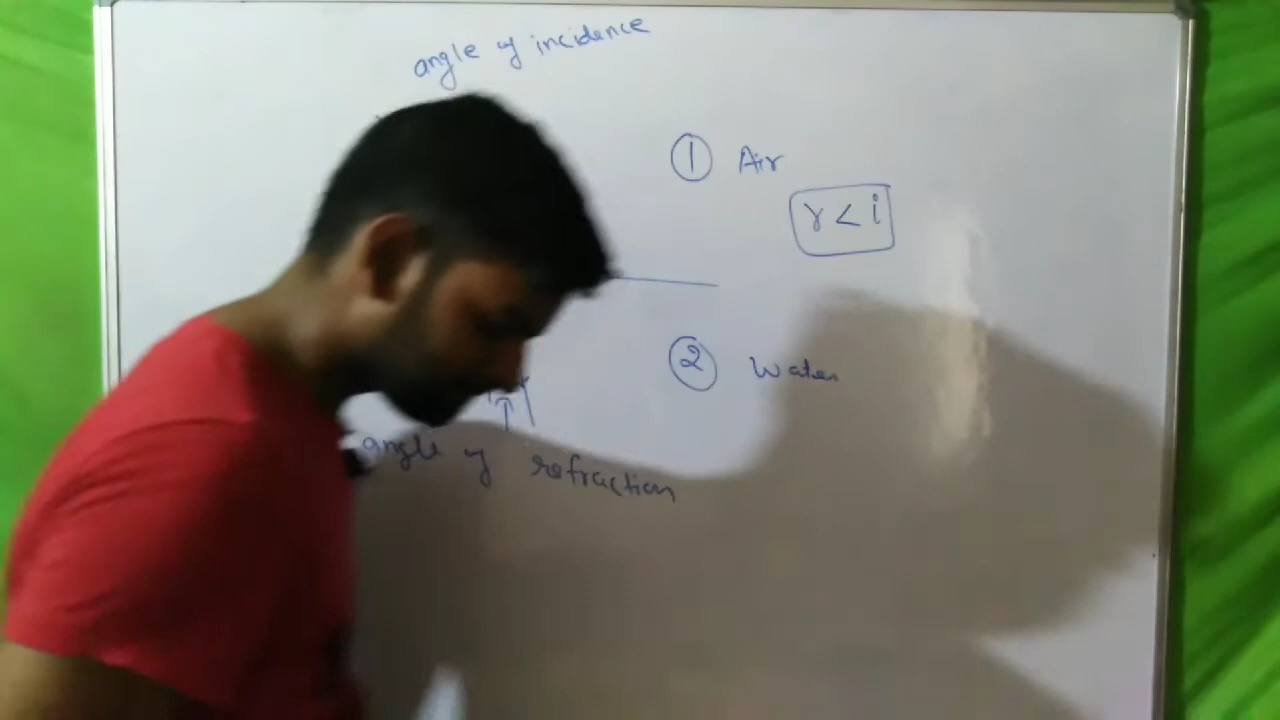 angle of incidence
① Air
r < i
② Water
angle of refraction